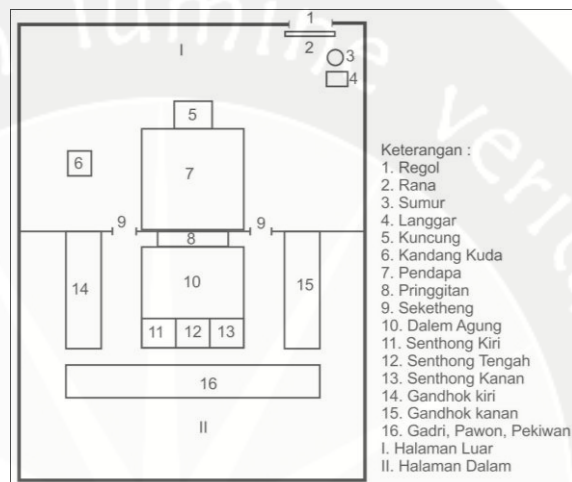 lumine verita
1
2
I
3
4
5
6
7
9
9
8
14
10
15
11 12 13
16
II
Keterangan :
1. Regol
2. Rana
3. Sumur
4. Langgar
5. Kuncung
6. Kandang Kuda
7. Pendapa
8. Pringgitan
9. Seketheng
10. Dalem Agung
11. Senthong Kiri
12. Senthong Tengah
13. Senthong Kanan
14. Gandhok kiri
15. Gandhok kanan
16. Gadri, Pawon, Pekiwan
I. Halaman Luar
II. Halaman Dalam